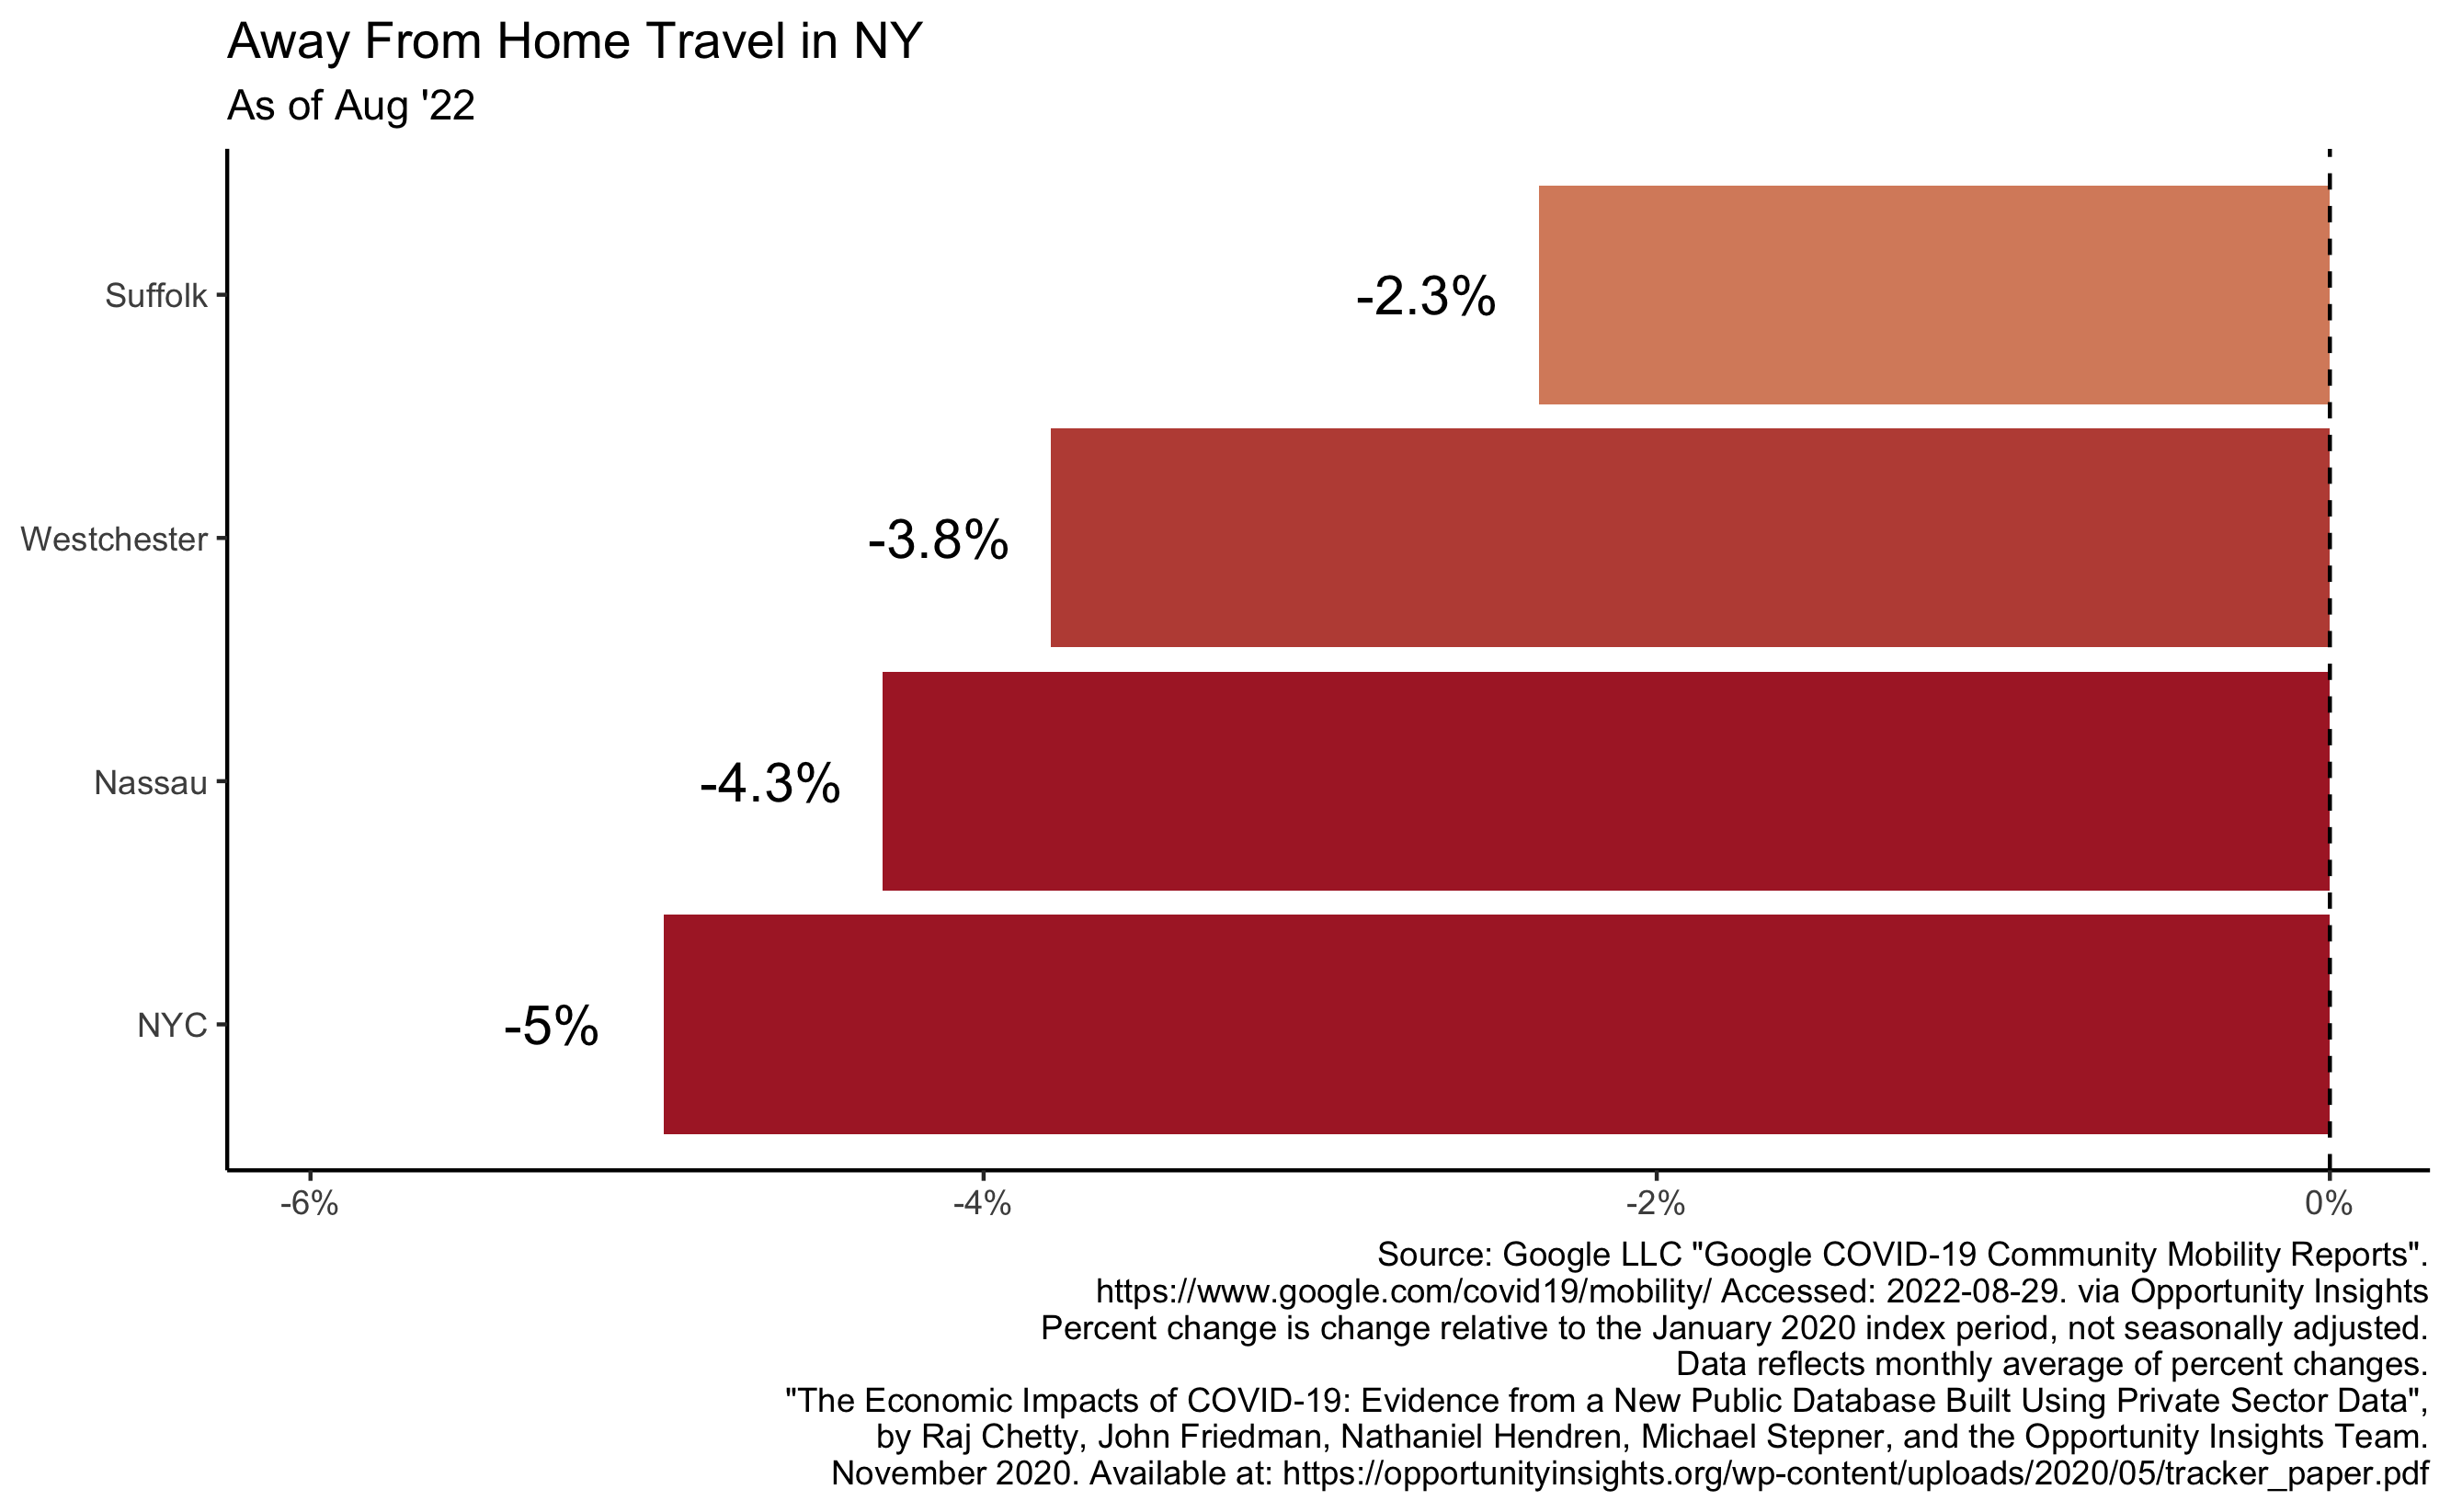 Away From Home Travel in NY
As of Aug '22
Suffolk
-2.3%
Westchester
-3.8%
Nassau
-4.3%
NYC
-5%
-6% -4% -2% 0%
Source: Google LLC "Google COVID-19 Community Mobility Reports".
https://www.google.com/covid19/mobility/ Accessed: 2022-08-29. via Opportunity Insights
Percent change is change relative to the January 2020 index period, not seasonally adjusted.
Data reflects monthly average of percent changes.
"The Economic Impacts of COVID-19: Evidence from a New Public Database Built Using Private Sector Data",
by Raj Chetty, John Friedman, Nathaniel Hendren, Michael Stepner, and the Opportunity Insights Team.
November 2020. Available at: https://opportunityinsights.org/wp-content/uploads/2020/05/tracker_paper.pdf